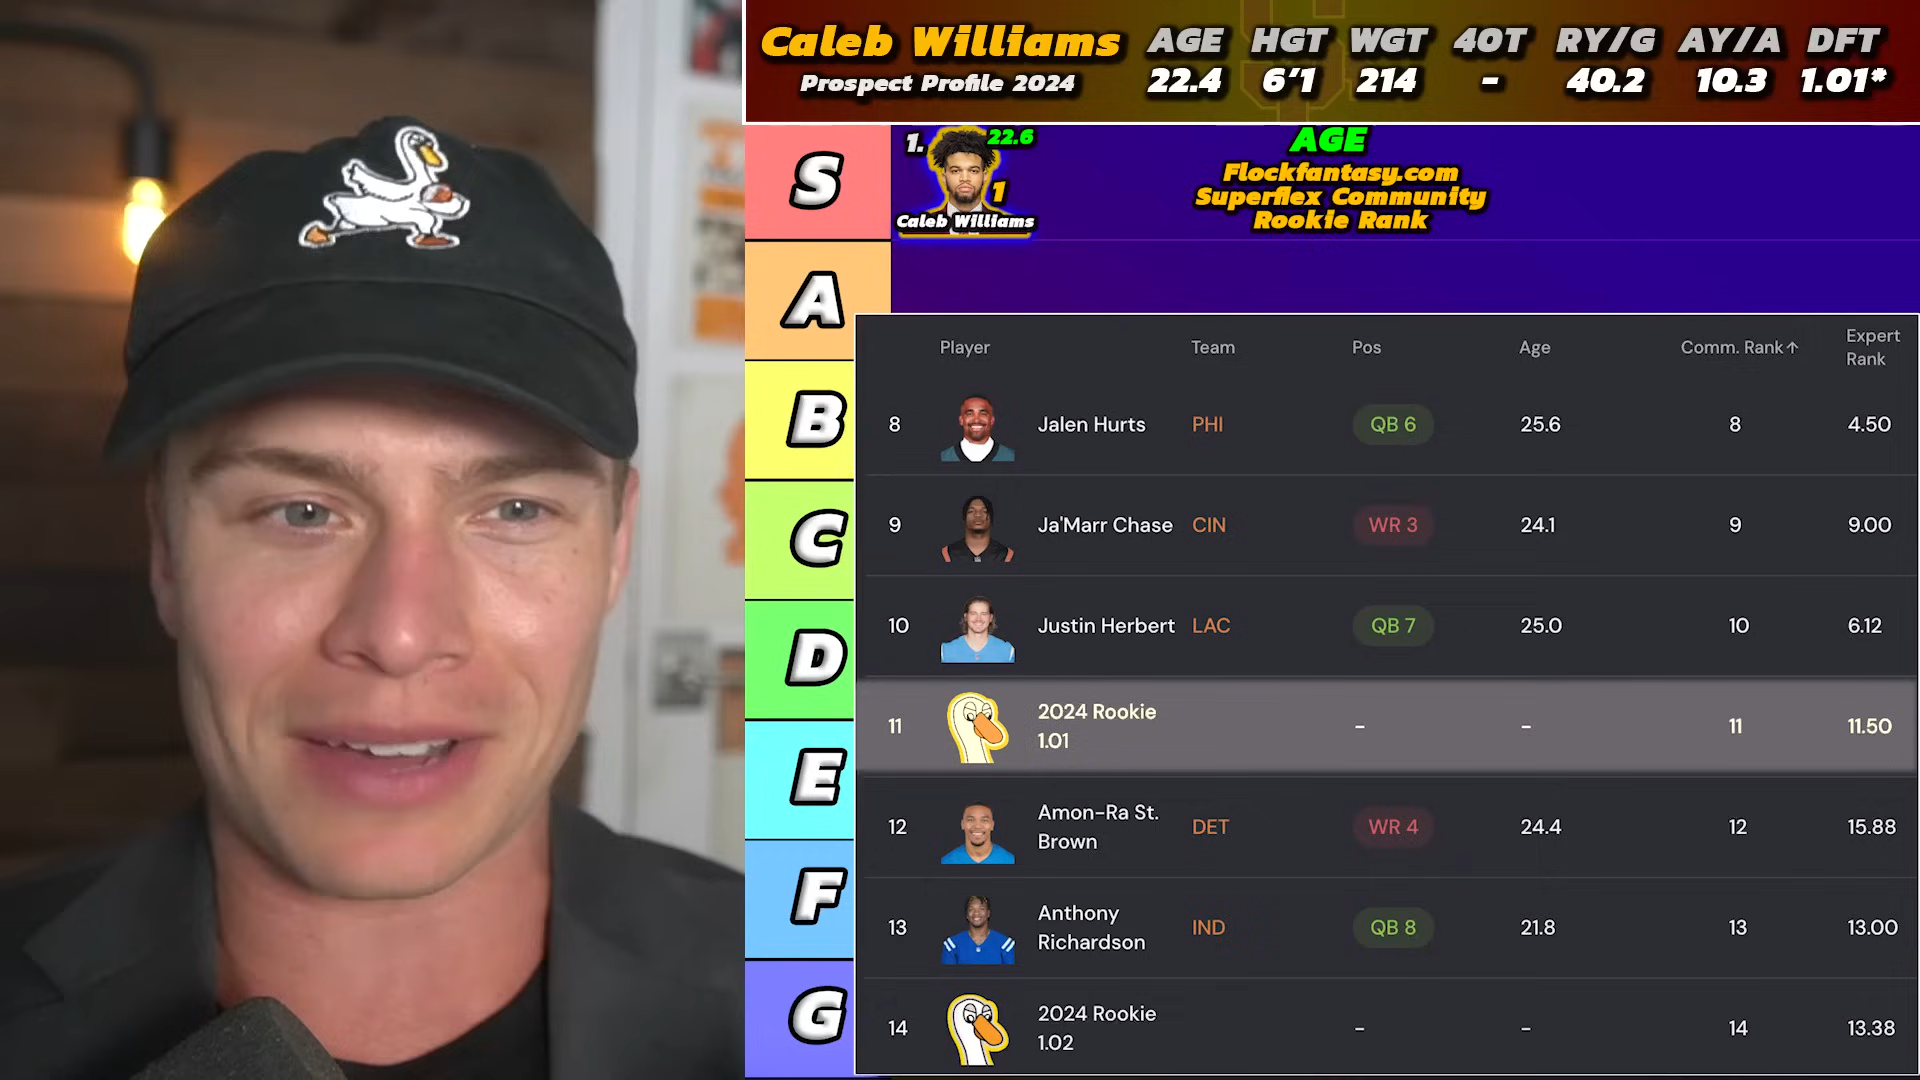 Caleb Williams AGE HGT WGT 40T RY/G AY/A DFT
Prospect Profile 2024 22.4 6'1 214 - 40.2 10.3 1.01*
S
1. 22.6
1
Caleb Williams
AGE
Flockfantasy.com
Superflex Community
Rookie Rank
A
B
C
D
E
F
G
Player Team Pos Age Comm. Rank↑ Expert
Rank
8 Jalen Hurts PHI QB 6 25.6 8 4.50
9 Ja'Marr Chase CIN WR 3 24.1 9 9.00
10 Justin Herbert LAC QB 7 25.0 10 6.12
11 2024 Rookie
1.01 – – 11 11.50
12 Amon-Ra St.
Brown DET WR 4 24.4 12 15.88
13 Anthony
Richardson IND QB 8 21.8 13 13.00
14 2024 Rookie
1.02 – – 14 13.38